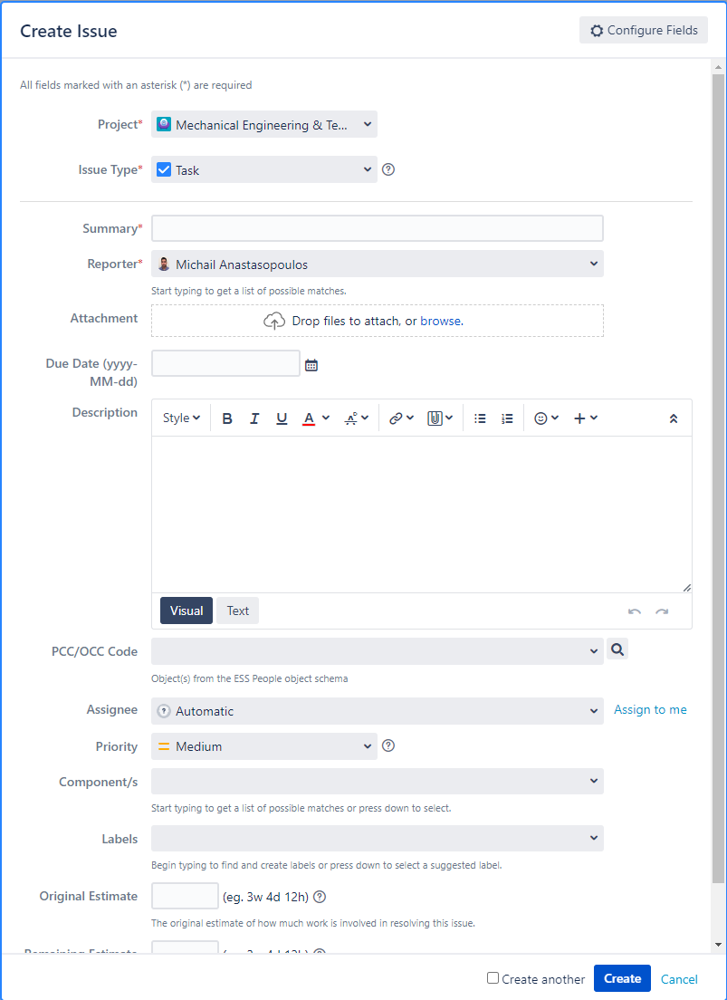 Create Issue
Configure Fields
All fields marked with an asterisk (*) are required
Project*
Mechanical Engineering & Te...
Issue Type*
Task
Summary*
Reporter*
Michail Anastasopoulos
Start typing to get a list of possible matches.
Attachment
Drop files to attach, or browse.
Due Date (yyyy-
MM-dd)
Description
Style B I U A
Visual Text
PCC/OCC Code
Object(s) from the ESS People object schema
Assignee
Automatic
Assign to me
Priority
Medium
Component/s
Start typing to get a list of possible matches or press down to select.
Labels
Begin typing to find and create labels or press down to select a suggested label.
Original Estimate
(eg. 3w 4d 12h)
The original estimate of how much work is involved in resolving this issue.
Remaining Estimate
(eg. 3w 4d 12h)
Create another
Create
Cancel